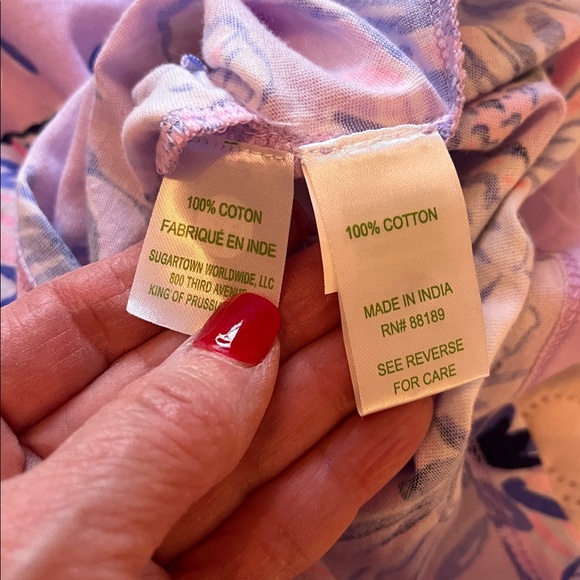 100% COTON
FABRIQUÉ EN INDE
SUGARTOWN WORLDWIDE, LLC
800 THIRD AVENUE
KING OF PRUSSI
100% COTTON
MADE IN INDIA
RN# 88189
SEE REVERSE
FOR CARE